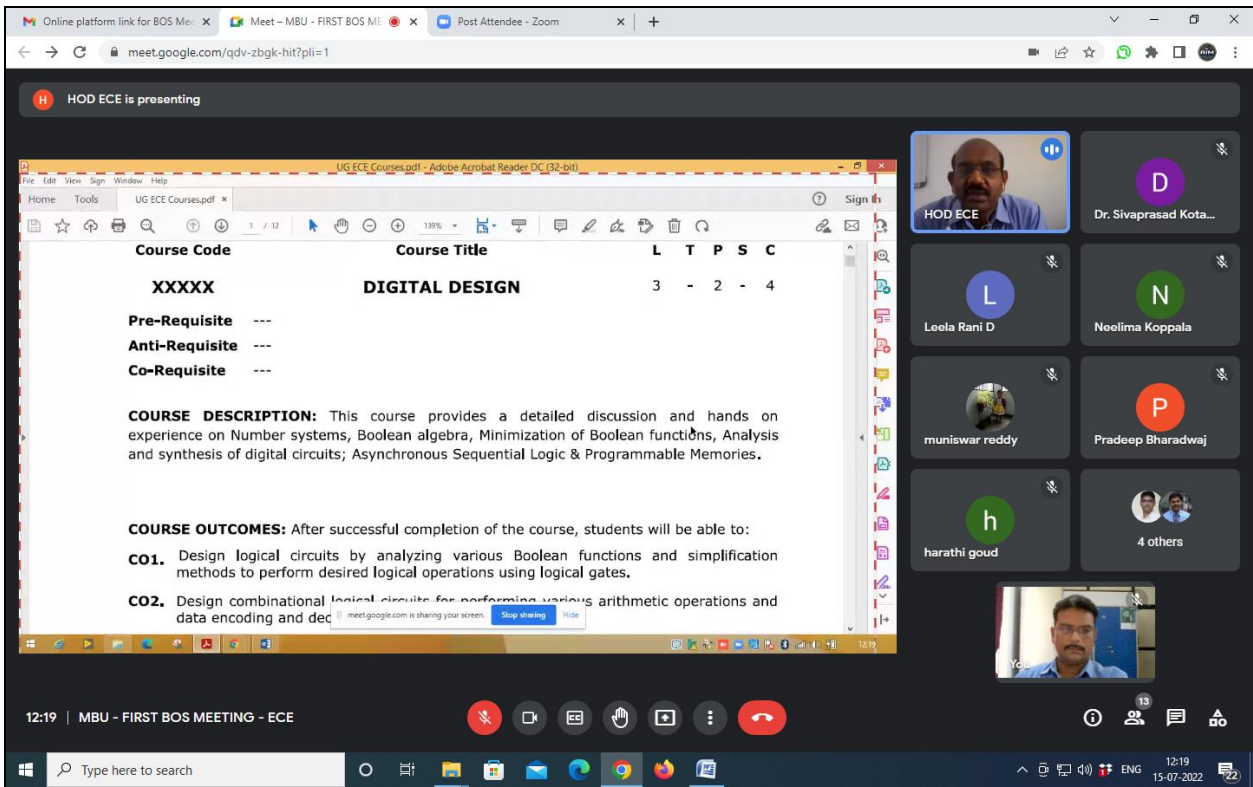 Online platform link for BOS Mee
Meet – MBU - FIRST BOS ME
Post Attendee - Zoom
meet.google.com/qdv-zbgk-hit?pli=1
H HOD ECE is presenting
UG ECE Courses.pdf - Adobe Acrobat Reader DC (32-bit)
File Edit View Sign Window Help
Home Tools UG ECE Courses.pdf × Sign In
1 / 12 139%
Course Code Course Title L T P S C
XXXXX DIGITAL DESIGN 3 - 2 - 4
Pre-Requisite ---
Anti-Requisite ---
Co-Requisite ---
COURSE DESCRIPTION: This course provides a detailed discussion and hands on
experience on Number systems, Boolean algebra, Minimization of Boolean functions, Analysis
and synthesis of digital circuits; Asynchronous Sequential Logic & Programmable Memories.
COURSE OUTCOMES: After successful completion of the course, students will be able to:
CO1. Design logical circuits by analyzing various Boolean functions and simplification
methods to perform desired logical operations using logical gates.
CO2. Design combinational logical circuits for performing various arithmetic operations and
data encoding and dec
meet.google.com is sharing your screen. Stop sharing Hide
12:19
HOD ECE
D
Dr. Sivaprasad Kota...
L
Leela Rani D
N
Neelima Koppala
muniswar reddy
P
Pradeep Bharadwaj
h
harathi goud
4 others
You
12:19 | MBU - FIRST BOS MEETING - ECE
CC
13
Type here to search
ENG
12:19
15-07-2022
22